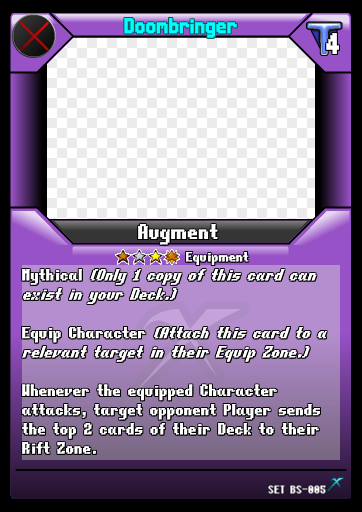 Doombringer
T4
Augment
Equipment
Mythical (Only 1 copy of this card can
exist in your Deck.)
Equip Character (Attach this card to a
relevant target in their Equip Zone.)
Whenever the equipped Character
attacks, target opponent Player sends
the top 2 cards of their Deck to their
Rift Zone.
SET BS-005